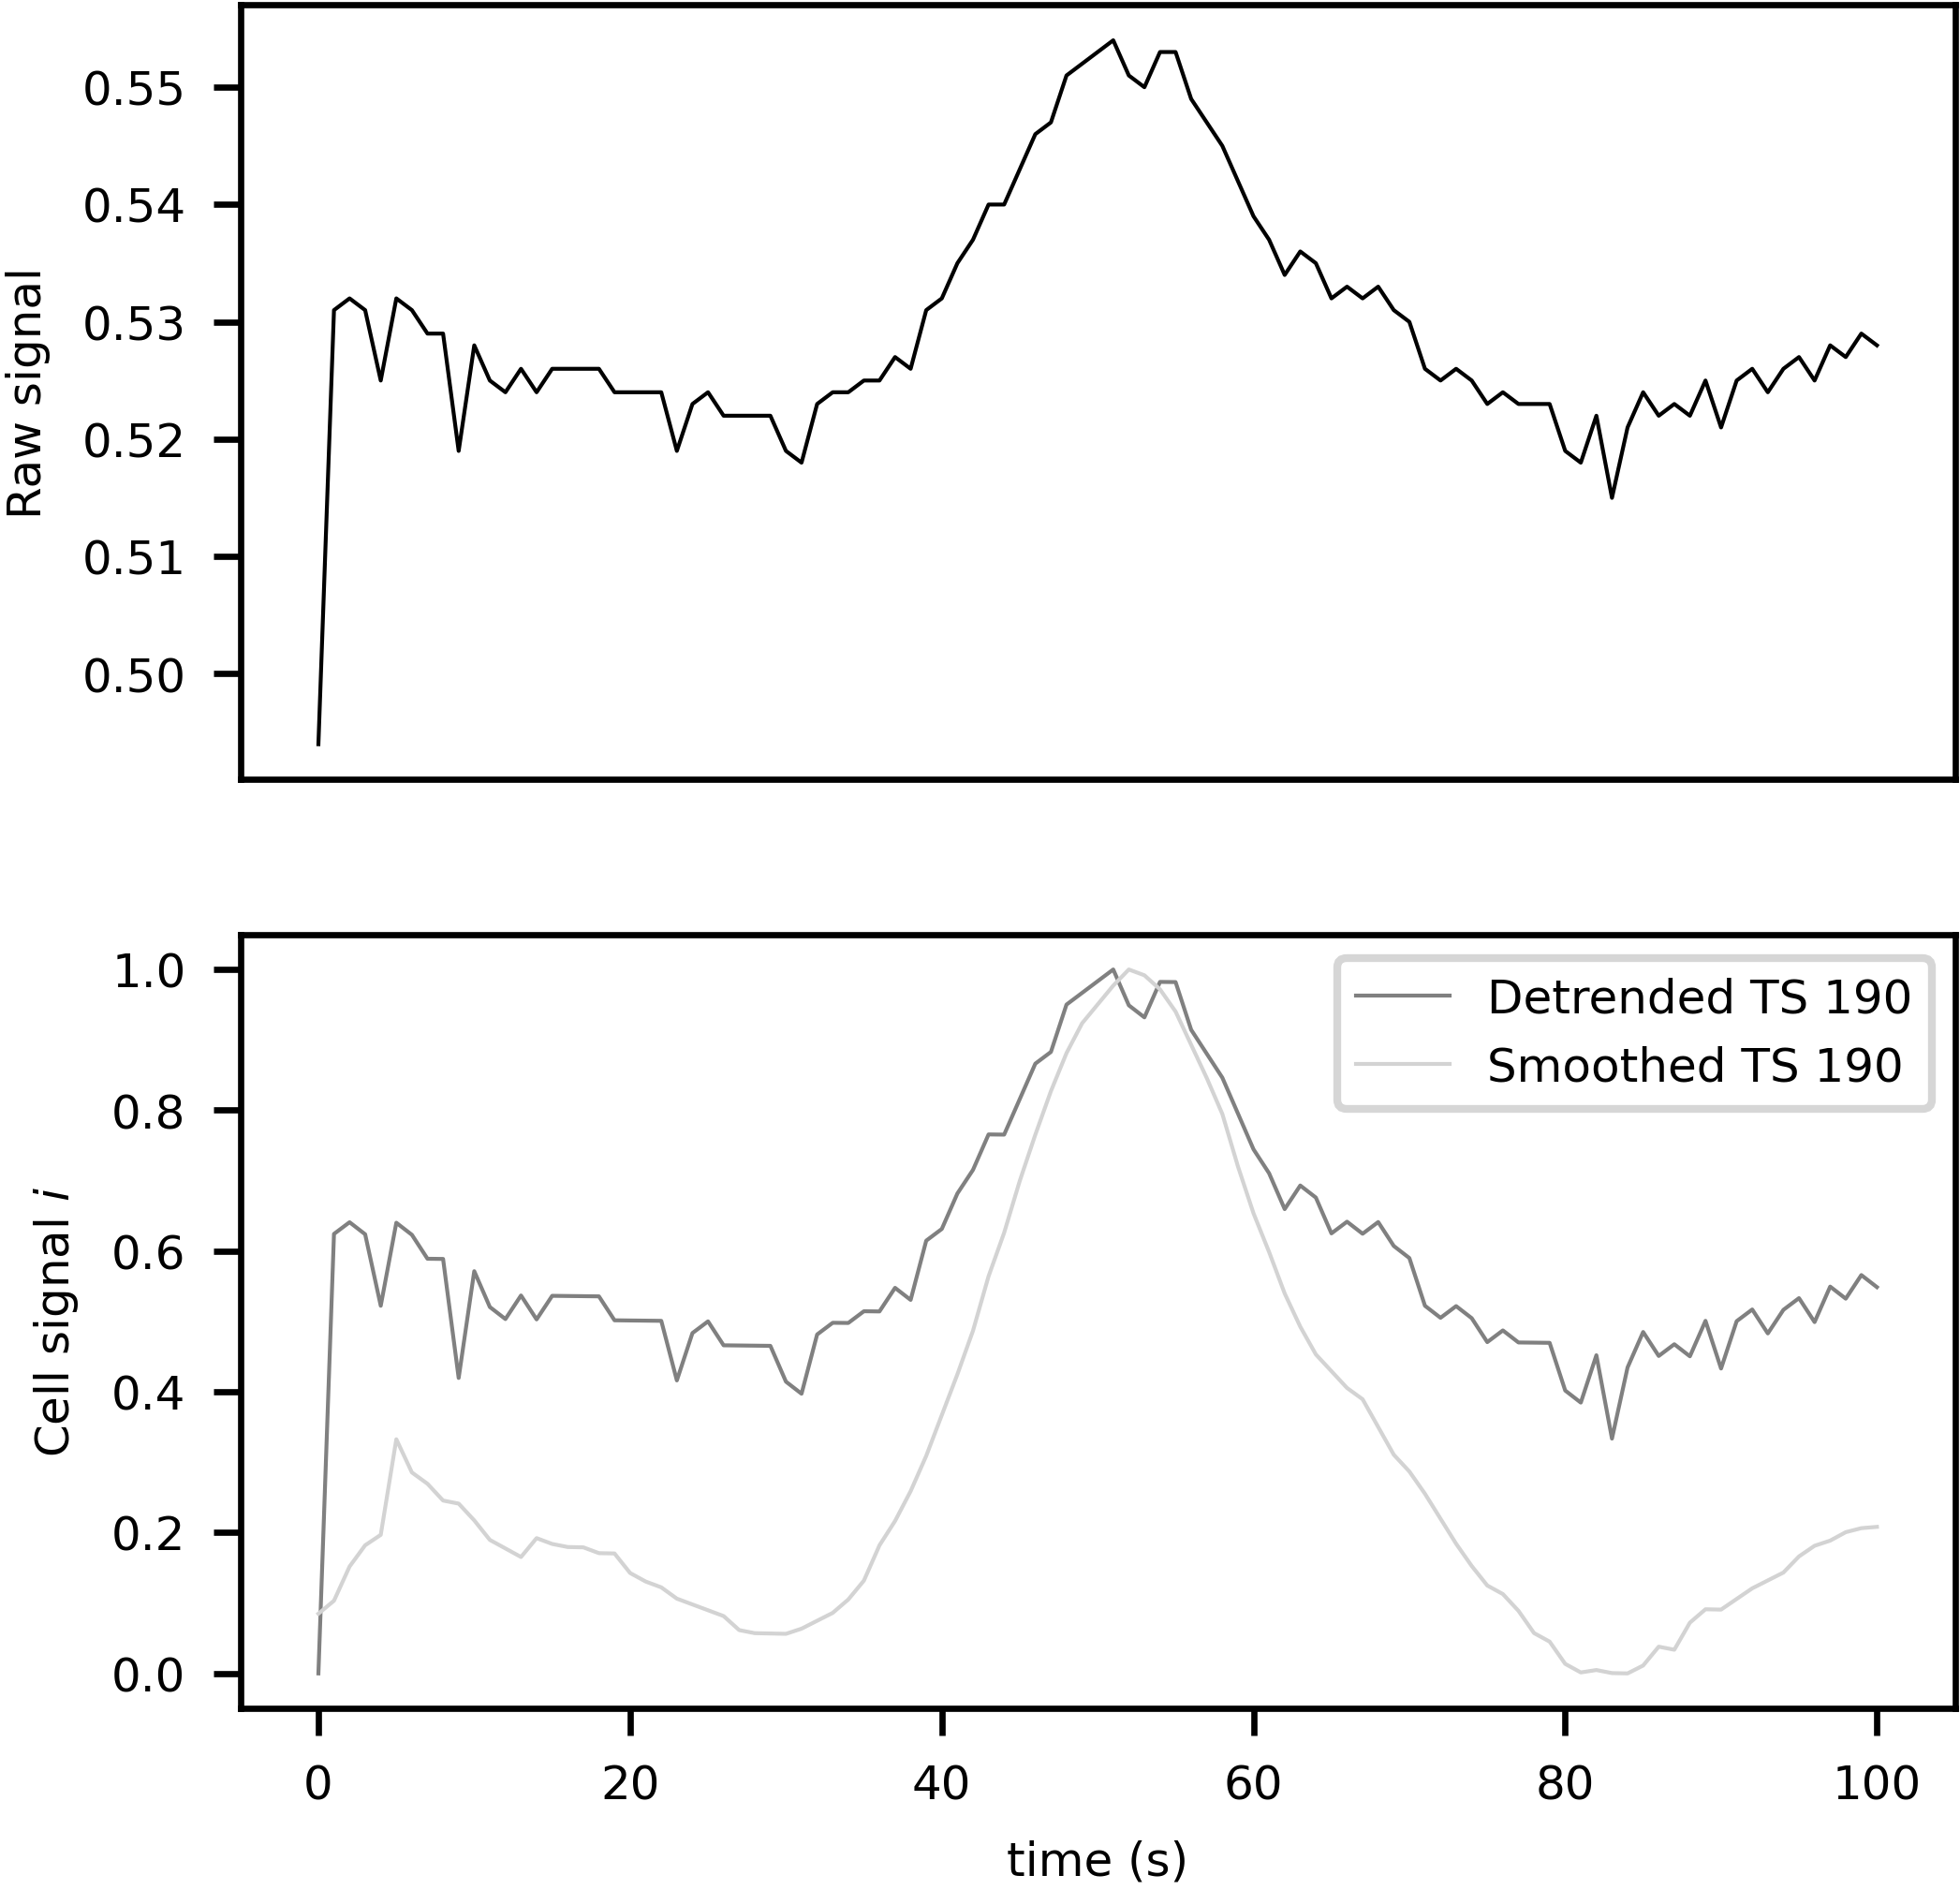 0.55
0.54
0.53
0.52
0.51
0.50
Raw signal
1.0
0.8
0.6
0.4
0.2
0.0
Cell signal i
Detrended TS 190
Smoothed TS 190
0 20 40 60 80 100
time (s)